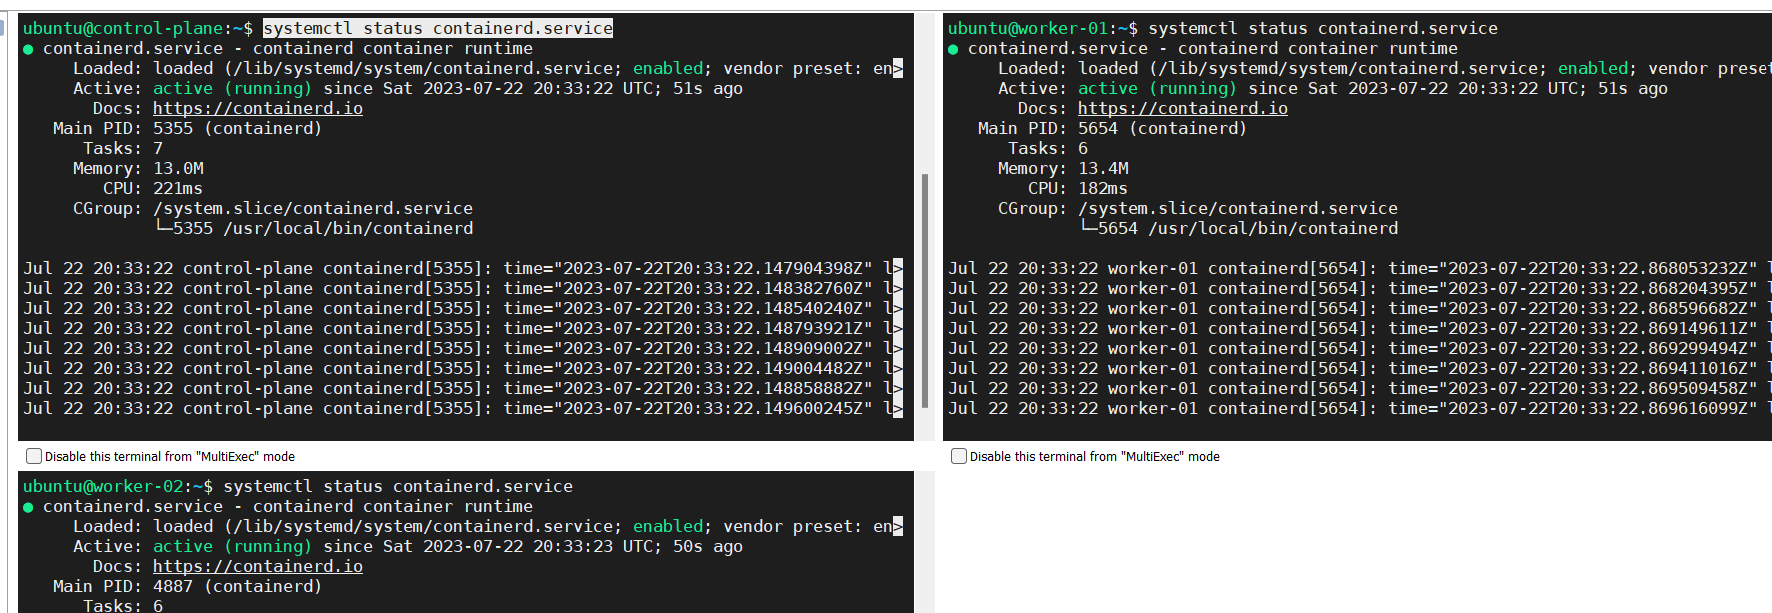 ubuntu@control-plane:~$ systemctl status containerd.service
● containerd.service - containerd container runtime
Loaded: loaded (/lib/systemd/system/containerd.service; enabled; vendor preset: en>
Active: active (running) since Sat 2023-07-22 20:33:22 UTC; 51s ago
Docs: https://containerd.io
Main PID: 5355 (containerd)
Tasks: 7
Memory: 13.0M
CPU: 221ms
CGroup: /system.slice/containerd.service
└─5355 /usr/local/bin/containerd
Jul 22 20:33:22 control-plane containerd[5355]: time="2023-07-22T20:33:22.147904398Z" l>
Jul 22 20:33:22 control-plane containerd[5355]: time="2023-07-22T20:33:22.148382760Z" l>
Jul 22 20:33:22 control-plane containerd[5355]: time="2023-07-22T20:33:22.148540240Z" l>
Jul 22 20:33:22 control-plane containerd[5355]: time="2023-07-22T20:33:22.148793921Z" l>
Jul 22 20:33:22 control-plane containerd[5355]: time="2023-07-22T20:33:22.148909002Z" l>
Jul 22 20:33:22 control-plane containerd[5355]: time="2023-07-22T20:33:22.149004482Z" l>
Jul 22 20:33:22 control-plane containerd[5355]: time="2023-07-22T20:33:22.148858882Z" l>
Jul 22 20:33:22 control-plane containerd[5355]: time="2023-07-22T20:33:22.149600245Z" l>
Disable this terminal from "MultiExec" mode
ubuntu@worker-01:~$ systemctl status containerd.service
● containerd.service - containerd container runtime
Loaded: loaded (/lib/systemd/system/containerd.service; enabled; vendor preset
Active: active (running) since Sat 2023-07-22 20:33:22 UTC; 51s ago
Docs: https://containerd.io
Main PID: 5654 (containerd)
Tasks: 6
Memory: 13.4M
CPU: 182ms
CGroup: /system.slice/containerd.service
└─5654 /usr/local/bin/containerd
Jul 22 20:33:22 worker-01 containerd[5654]: time="2023-07-22T20:33:22.868053232Z" l
Jul 22 20:33:22 worker-01 containerd[5654]: time="2023-07-22T20:33:22.868204395Z" l
Jul 22 20:33:22 worker-01 containerd[5654]: time="2023-07-22T20:33:22.868596682Z" l
Jul 22 20:33:22 worker-01 containerd[5654]: time="2023-07-22T20:33:22.869149611Z" l
Jul 22 20:33:22 worker-01 containerd[5654]: time="2023-07-22T20:33:22.869299494Z" l
Jul 22 20:33:22 worker-01 containerd[5654]: time="2023-07-22T20:33:22.869411016Z" l
Jul 22 20:33:22 worker-01 containerd[5654]: time="2023-07-22T20:33:22.869509458Z" l
Jul 22 20:33:22 worker-01 containerd[5654]: time="2023-07-22T20:33:22.869616099Z" l
Disable this terminal from "MultiExec" mode
ubuntu@worker-02:~$ systemctl status containerd.service
● containerd.service - containerd container runtime
Loaded: loaded (/lib/systemd/system/containerd.service; enabled; vendor preset: en>
Active: active (running) since Sat 2023-07-22 20:33:23 UTC; 50s ago
Docs: https://containerd.io
Main PID: 4887 (containerd)
Tasks: 6